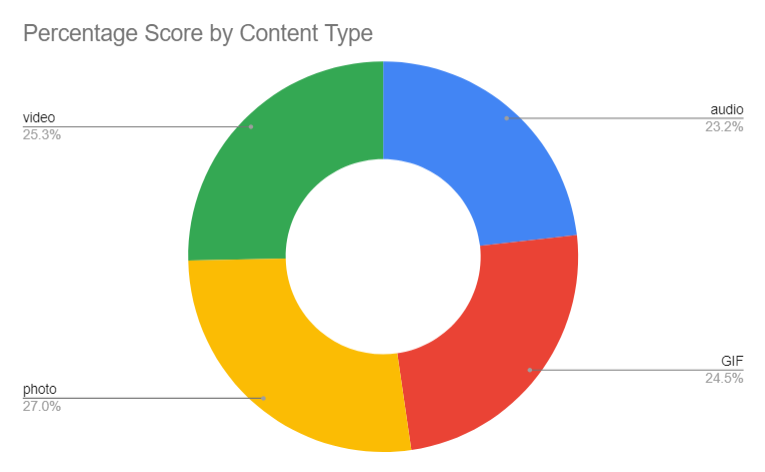 Percentage Score by Content Type
video
25.3%
audio
23.2%
GIF
24.5%
photo
27.0%